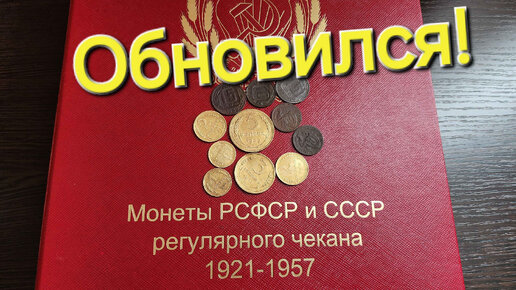 Обновился!
Монеты РСФСР и СССР
регулярного чекана
1921-1957